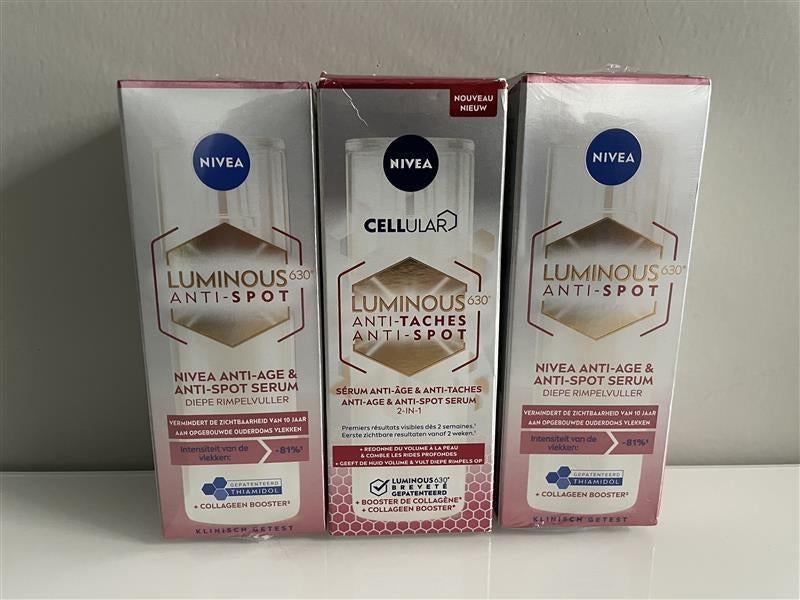 NIVEA
LUMINOUS 630®
ANTI-SPOT
NIVEA ANTI-AGE &
ANTI-SPOT SERUM
DIEPE RIMPELVULLER
VERMINDERT DE ZICHTBAARHEID VAN 10 JAAR
AAN OPGEBOUWDE OUDERDOMS VLEKKEN
Intensiteit van de
vlekken:
-81%¹
GEPATENTEERD
THIAMIDOL
+ COLLAGEEN BOOSTER²
KLINISCH GETEST
NOUVEAU
NIEUW
NIVEA
CELLULAR
LUMINOUS 630®
ANTI-TACHES
ANTI-SPOT
SÉRUM ANTI-ÂGE & ANTI-TACHES
ANTI-AGE & ANTI-SPOT SERUM
2-IN-1
Premiers résultats visibles dès 2 semaines.¹
Eerste zichtbare resultaten vanaf 2 weken.¹
+ REDONNE DU VOLUME À LA PEAU
& COMBLE LES RIDES PROFONDES
+ GEEFT DE HUID VOLUME & VULT DIEPE RIMPELS OP
LUMINOUS630®
BREVETÉ
GEPATENTEERD
+ BOOSTER DE COLLAGÈNE*
+ COLLAGEEN BOOSTER*
NIVEA
LUMINOUS 630®
ANTI-SPOT
NIVEA ANTI-AGE &
ANTI-SPOT SERUM
DIEPE RIMPELVULLER
VERMINDERT DE ZICHTBAARHEID VAN 10 JAAR
AAN OPGEBOUWDE OUDERDOMS VLEKKEN
Intensiteit van de
vlekken:
-81%¹
GEPATENTEERD
THIAMIDOL
+ COLLAGEEN BOOSTER²
KLINISCH GETEST